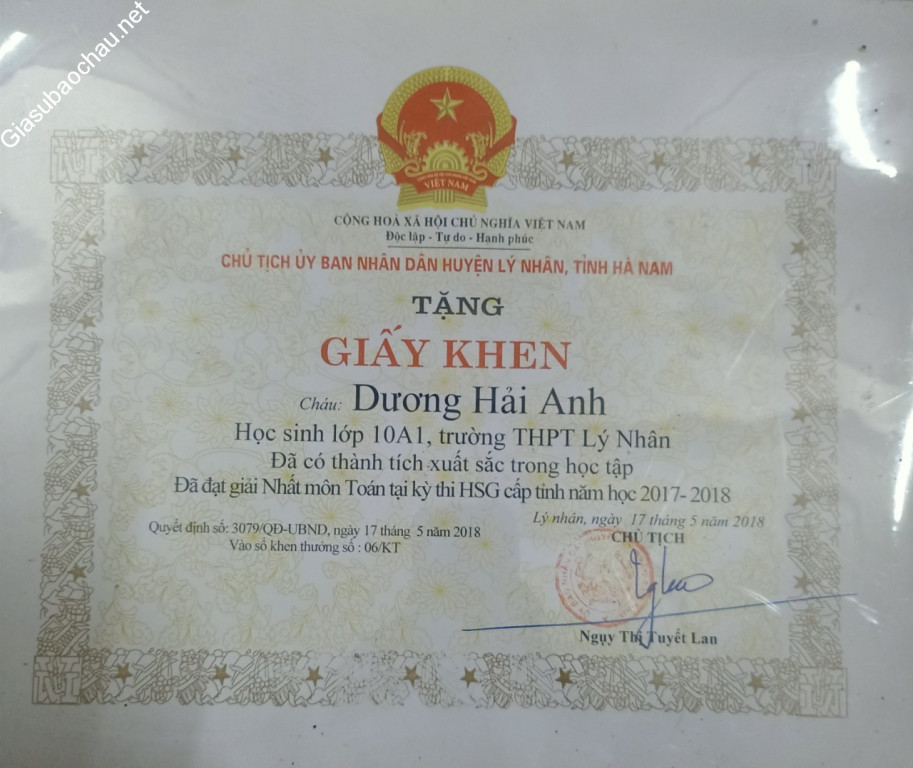 Giasubaochau.net
VIỆT NAM
CỘNG HOÀ XÃ HỘI CHỦ NGHĨA VIỆT NAM
Độc lập - Tự do - Hạnh phúc
CHỦ TỊCH ỦY BAN NHÂN DÂN HUYỆN LÝ NHÂN, TỈNH HÀ NAM
TẶNG
GIẤY KHEN
Cháu: Dương Hải Anh
Học sinh lớp 10A1, trường THPT Lý Nhân
Đã có thành tích xuất sắc trong học tập
Đã đạt giải Nhất môn Toán tại kỳ thi HSG cấp tỉnh năm học 2017- 2018
Quyết định số: 3079/QĐ-UBND, ngày 17 tháng 5 năm 2018
Vào sổ khen thưởng số : 06/KT
Lý nhân, ngày 17 tháng 5 năm 2018
CHỦ TỊCH
Ngụy Thị Tuyết Lan